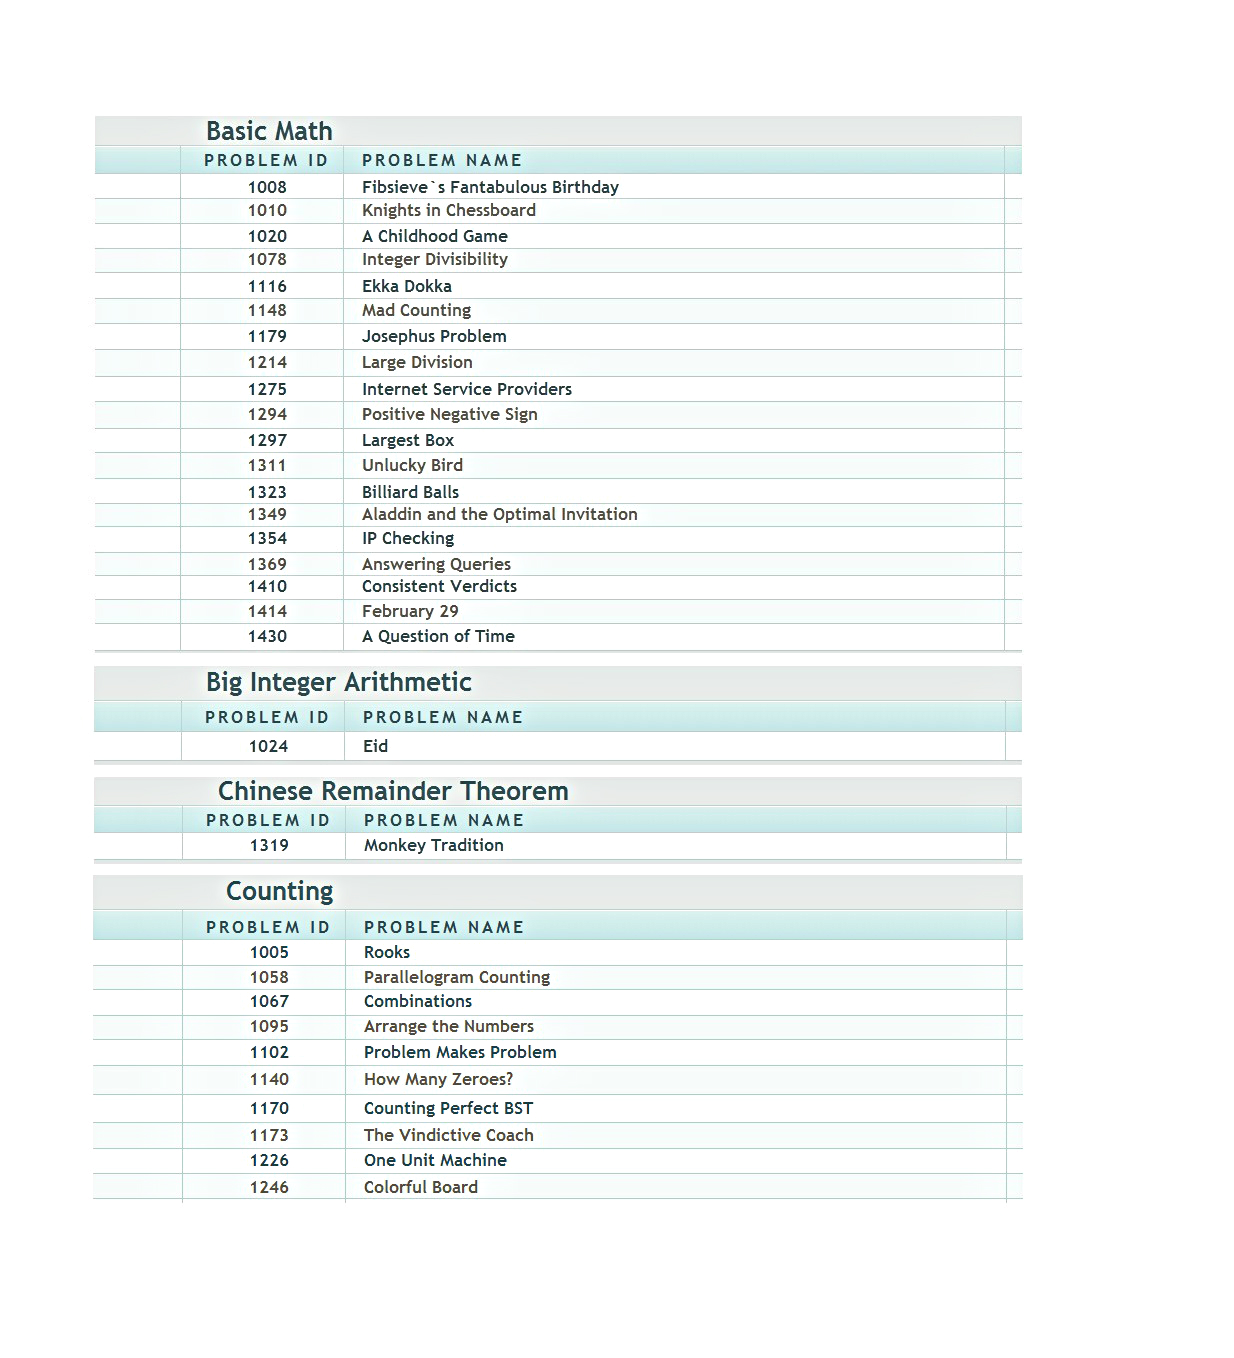 Basic Math
PROBLEM ID PROBLEM NAME
1008 Fibsieve`s Fantabulous Birthday
1010 Knights in Chessboard
1020 A Childhood Game
1078 Integer Divisibility
1116 Ekka Dokka
1148 Mad Counting
1179 Josephus Problem
1214 Large Division
1275 Internet Service Providers
1294 Positive Negative Sign
1297 Largest Box
1311 Unlucky Bird
1323 Billiard Balls
1349 Aladdin and the Optimal Invitation
1354 IP Checking
1369 Answering Queries
1410 Consistent Verdicts
1414 February 29
1430 A Question of Time
Big Integer Arithmetic
PROBLEM ID PROBLEM NAME
1024 Eid
Chinese Remainder Theorem
PROBLEM ID PROBLEM NAME
1319 Monkey Tradition
Counting
PROBLEM ID PROBLEM NAME
1005 Rooks
1058 Parallelogram Counting
1067 Combinations
1095 Arrange the Numbers
1102 Problem Makes Problem
1140 How Many Zeroes?
1170 Counting Perfect BST
1173 The Vindictive Coach
1226 One Unit Machine
1246 Colorful Board